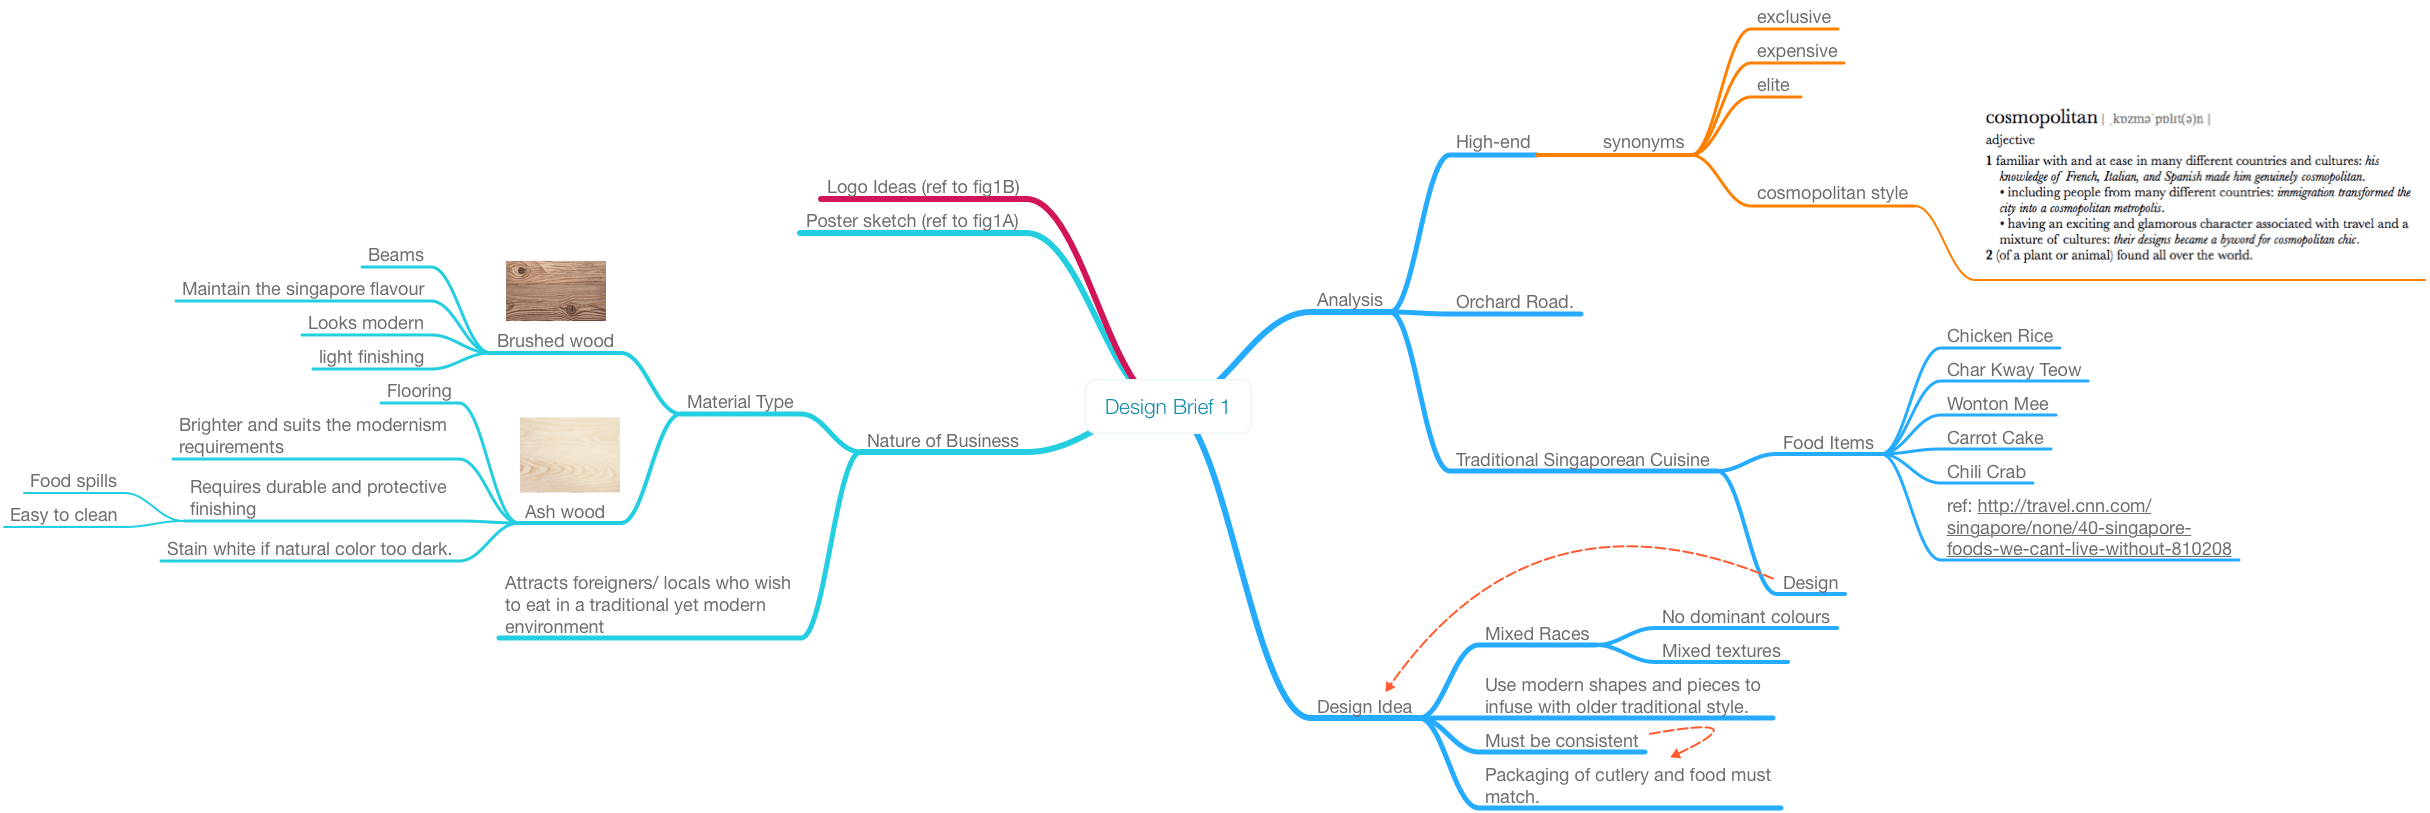 Design Brief 1
Logo Ideas (ref to fig1B)
Poster sketch (ref to fig1A)
Nature of Business
Material Type
Brushed wood
Beams
Maintain the singapore flavour
Looks modern
light finishing
Ash wood
Flooring
Brighter and suits the modernism
requirements
Requires durable and protective
finishing
Food spills
Easy to clean
Stain white if natural color too dark.
Attracts foreigners/ locals who wish
to eat in a traditional yet modern
environment
Analysis
High-end
synonyms
exclusive
expensive
elite
cosmopolitan style
cosmopolitan | ˌkɒzməˈpɒlɪt(ə)n |
adjective
1 familiar with and at ease in many different countries and cultures: his
knowledge of French, Italian, and Spanish made him genuinely cosmopolitan.
• including people from many different countries: immigration transformed the
city into a cosmopolitan metropolis.
• having an exciting and glamorous character associated with travel and a
mixture of cultures: their designs became a byword for cosmopolitan chic.
2 (of a plant or animal) found all over the world.
Orchard Road.
Traditional Singaporean Cuisine
Food Items
Chicken Rice
Char Kway Teow
Wonton Mee
Carrot Cake
Chili Crab
ref: http://travel.cnn.com/
singapore/none/40-singapore-
foods-we-cant-live-without-810208
Design
Design Idea
Mixed Races
No dominant colours
Mixed textures
Use modern shapes and pieces to
infuse with older traditional style.
Must be consistent
Packaging of cutlery and food must
match.